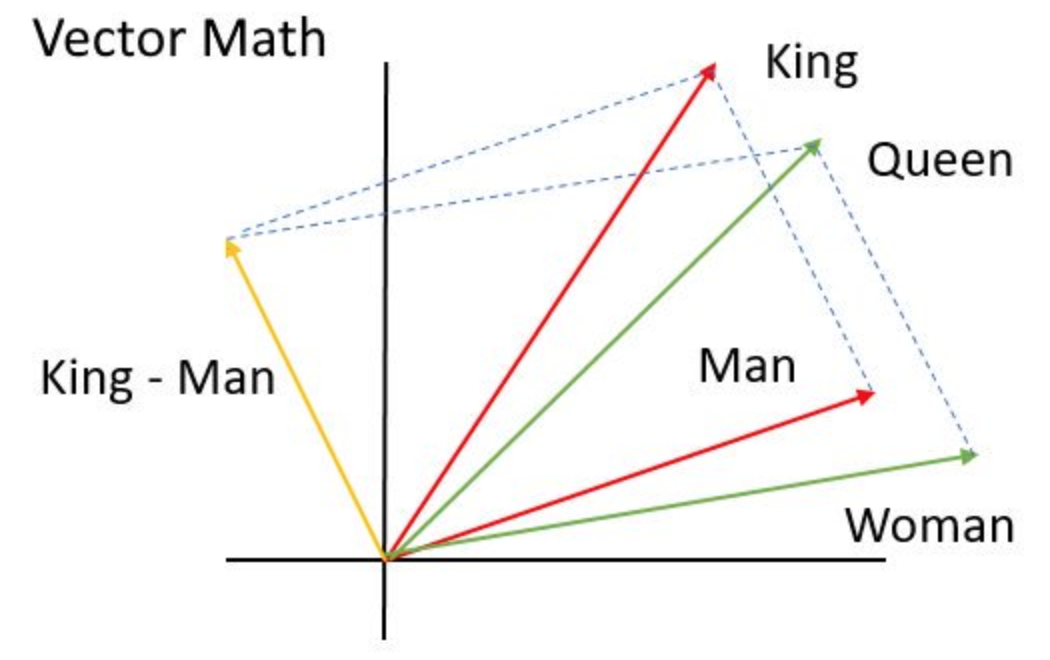 Vector Math
King
Queen
Man
King - Man
Woman